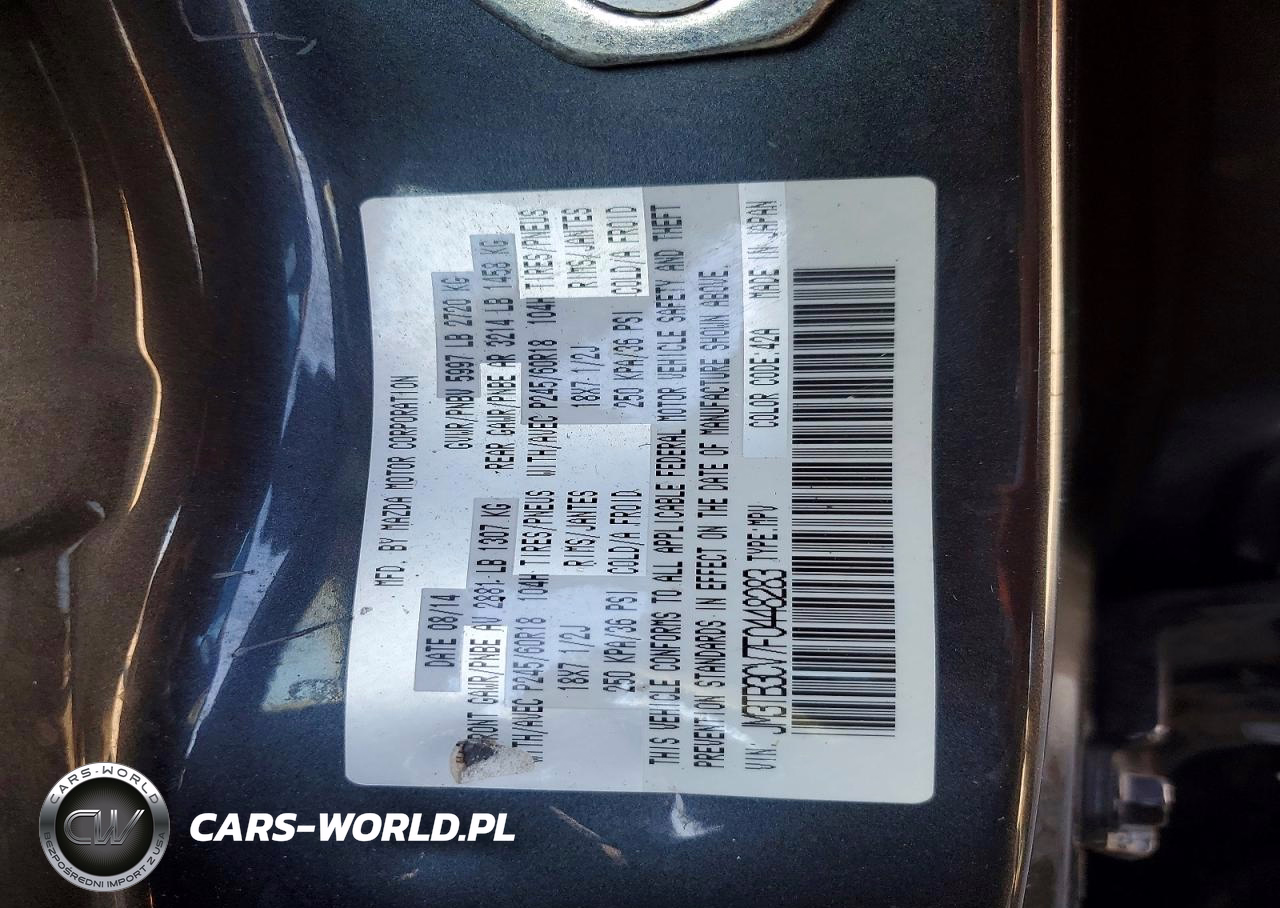 MFD. BY MAZDA MOTOR CORPORATION
DATE 08/14 GVWR/PNBV 5997 LB 2720 KG
FRONT GAWR/PNBE AV 2881 LB 1307 KG REAR GAWR/PNBE AR 3214 LB 1458 KG
WITH/AVEC P245/60R18 104H TIRES/PNEUS WITH/AVEC P245/60R18 104H TIRES/PNEUS
18X7 1/2J RIMS/JANTES 18X7 1/2J RIMS/JANTES
250 KPA/36 PSI COLD/A FROID 250 KPA/36 PSI COLD/A FROID
THIS VEHICLE CONFORMS TO ALL APPLICABLE FEDERAL MOTOR VEHICLE SAFETY AND THEFT
PREVENTION STANDARDS IN EFFECT ON THE DATE OF MANUFACTURE SHOWN ABOVE.
VIN: JM3TB3CV7F0448283 TYPE:MPV COLOR CODE:42A MADE IN JAPAN
CARS-WORLD
CW
BEZPOŚREDNI IMPORT Z USA
CARS-WORLD.PL